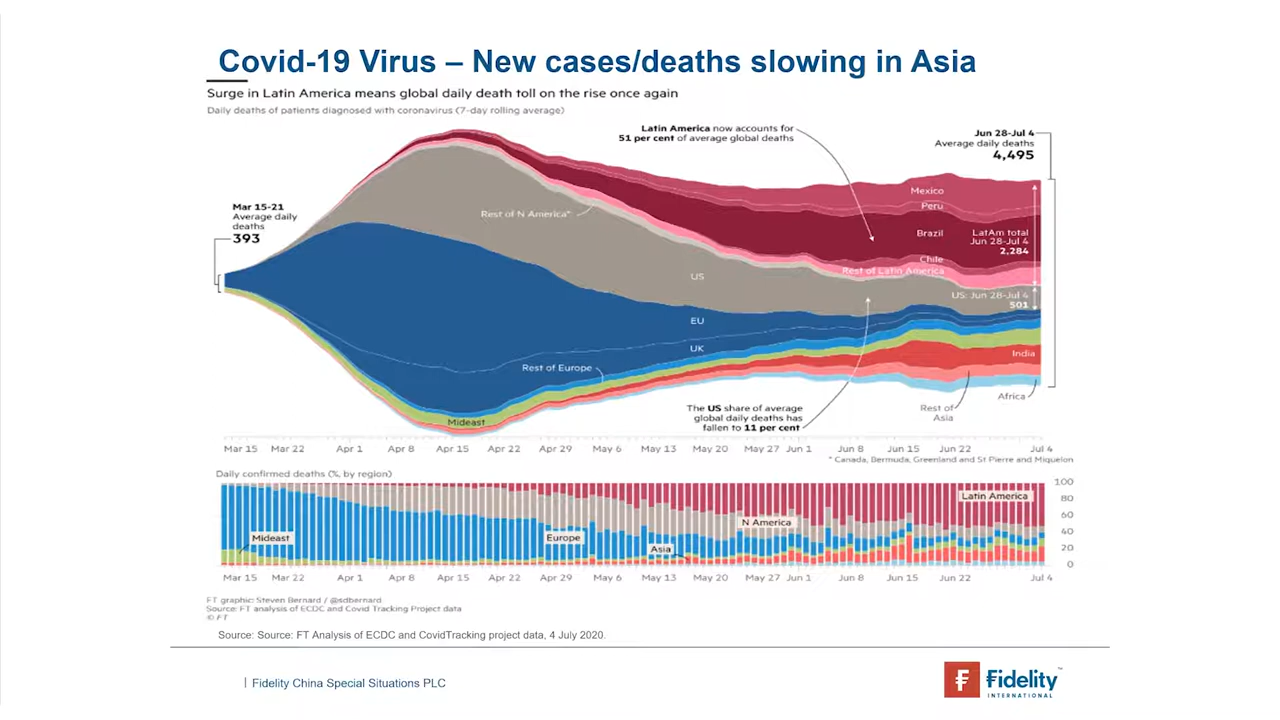 Covid-19 Virus – New cases/deaths slowing in Asia
Surge in Latin America means global daily death toll on the rise once again
Daily deaths of patients diagnosed with coronavirus (7-day rolling average)
Latin America now accounts for
51 per cent of average global deaths
Jun 28-Jul 4
Average daily deaths
4,495
Mar 15-21
Average daily
deaths
393
Mexico
Peru
Rest of N America*
Brazil
LatAm total
Jun 28-Jul 4
2,284
Chile
Rest of Latin America
US
US: Jun 28-Jul 4
501
EU
UK
India
Rest of Europe
Africa
Rest of
Asia
The US share of average
global daily deaths has
fallen to 11 per cent
Mideast
Mar 15 Mar 22 Apr 1 Apr 8 Apr 15 Apr 22 Apr 29 May 6 May 13 May 20 May 27 Jun 1 Jun 8 Jun 15 Jun 22 Jul 4
* Canada, Bermuda, Greenland and St Pierre and Miquelon
Daily confirmed deaths (%, by region)
100
80
60
40
20
0
Latin America
N America
Mideast
Europe
Asia
Mar 15 Mar 22 Apr 1 Apr 8 Apr 15 Apr 22 Apr 29 May 6 May 13 May 20 May 27 Jun 1 Jun 8 Jun 15 Jun 22 Jul 4
FT graphic: Steven Bernard / @sdbernard
Source: FT analysis of ECDC and Covid Tracking Project data
© FT
Source: Source: FT Analysis of ECDC and CovidTracking project data, 4 July 2020.
Fidelity China Special Situations PLC
Fidelity™
INTERNATIONAL